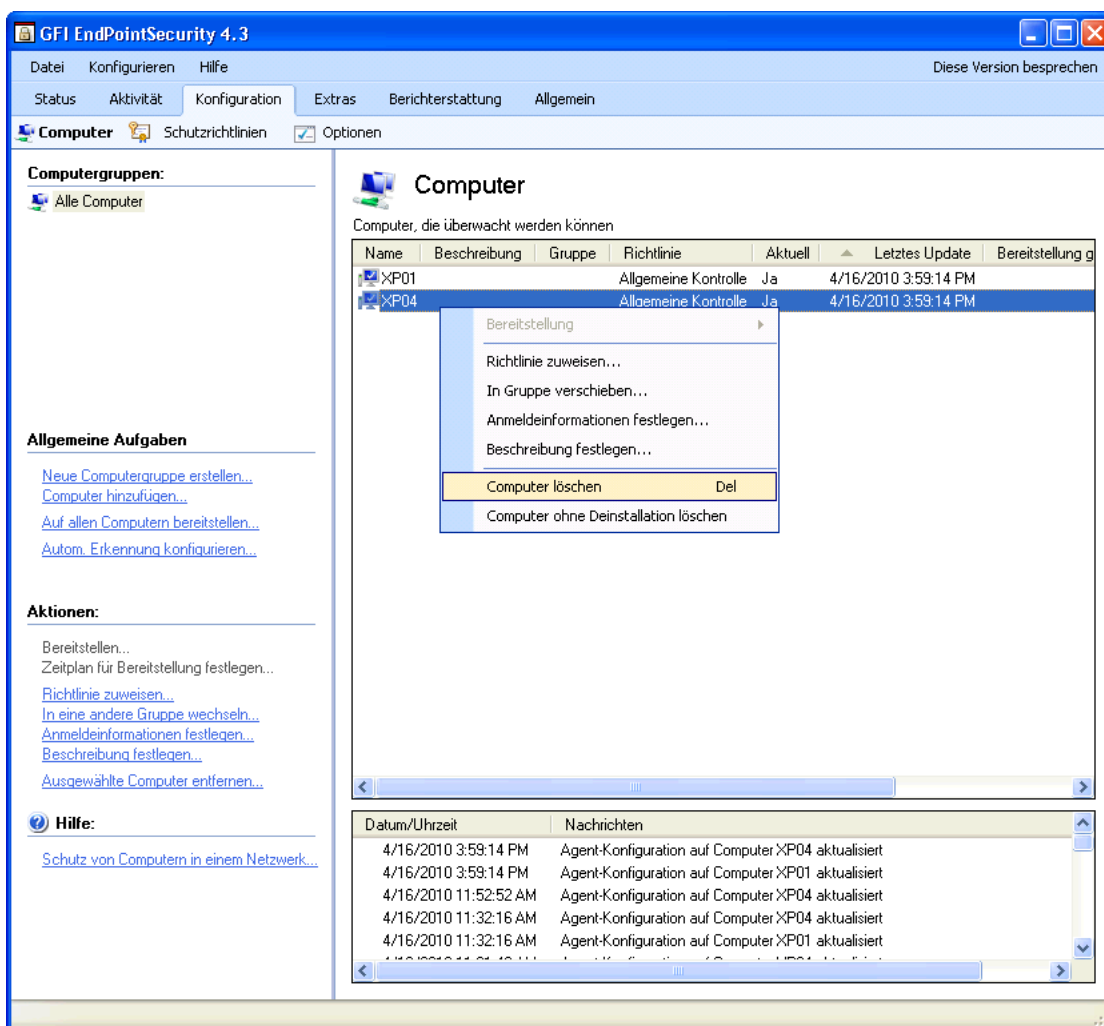 GFI EndPointSecurity 4.3
Datei Konfigurieren Hilfe Diese Version besprechen
Status Aktivität Konfiguration Extras Berichterstattung Allgemein
Computer Schutzrichtlinien Optionen
Computergruppen:
Alle Computer
Allgemeine Aufgaben
Neue Computergruppe erstellen...
Computer hinzufügen...
Auf allen Computern bereitstellen...
Autom. Erkennung konfigurieren...
Aktionen:
Bereitstellen...
Zeitplan für Bereitstellung festlegen...
Richtlinie zuweisen...
In eine andere Gruppe wechseln...
Anmeldeinformationen festlegen...
Beschreibung festlegen...
Ausgewählte Computer entfernen...
Hilfe:
Schutz von Computern in einem Netzwerk...
Computer
Computer, die überwacht werden können
Name Beschreibung Gruppe Richtlinie Aktuell Letztes Update Bereitstellung g
XP01 Allgemeine Kontrolle Ja 4/16/2010 3:59:14 PM
XP04 Allgemeine Kontrolle Ja 4/16/2010 3:59:14 PM
Bereitstellung
Richtlinie zuweisen...
In Gruppe verschieben...
Anmeldeinformationen festlegen...
Beschreibung festlegen...
Computer löschen Del
Computer ohne Deinstallation löschen
Datum/Uhrzeit Nachrichten
4/16/2010 3:59:14 PM Agent-Konfiguration auf Computer XP04 aktualisiert
4/16/2010 3:59:14 PM Agent-Konfiguration auf Computer XP01 aktualisiert
4/16/2010 11:52:52 AM Agent-Konfiguration auf Computer XP04 aktualisiert
4/16/2010 11:32:16 AM Agent-Konfiguration auf Computer XP04 aktualisiert
4/16/2010 11:32:16 AM Agent-Konfiguration auf Computer XP01 aktualisiert